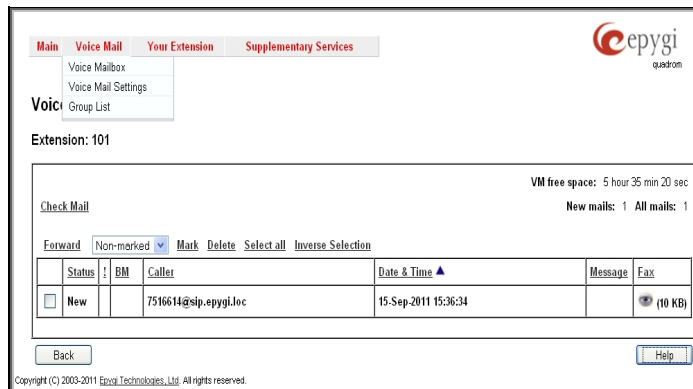 Main Voice Mail Your Extension Supplementary Services
epygi
quadrom
Voice Mailbox
Voice Mail Settings
Group List
Extension: 101
VM free space: 5 hour 35 min 20 sec
Check Mail
New mails: 1 All mails: 1
Forward Non-marked Mark Delete Select all Inverse Selection
Status ! BM Caller Date & Time Message Fax
New 7516614@sip.epygi.loc 15-Sep-2011 15:36:34 (10 KB)
Back Help
Copyright (C) 2003-2011 Epygi Technologies, Ltd. All rights reserved.